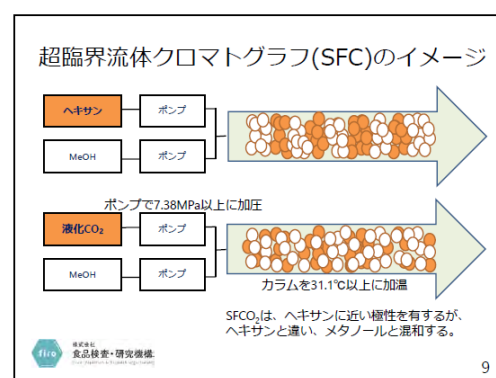 超臨界流体クロマトグラフ(SFC)のイメージ
ヘキサン
ポンプ
MeOH
ポンプ
ポンプで7.38MPa以上に加圧
液化CO₂
ポンプ
MeOH
ポンプ
カラムを31.1℃以上に加温
SFCO₂は、ヘキサンに近い極性を有するが、
ヘキサンと違い、メタノールと混和する。
firo
株式会社
食品検査・研究機構
9